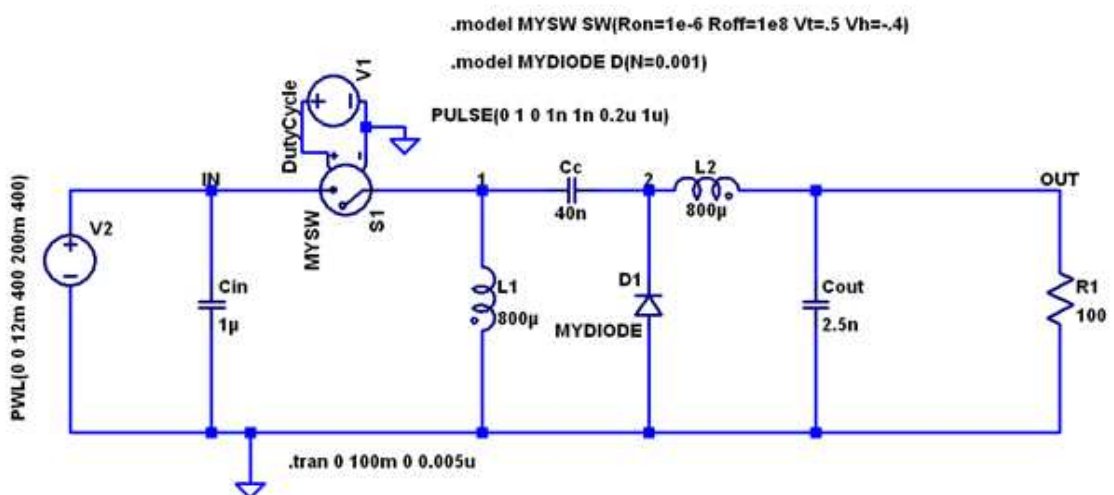 .model MYSW SW(Ron=1e-6 Roff=1e8 Vt=.5 Vh=-.4)
.model MYDIODE D(N=0.001)
V1
DutyCycle
PULSE(0 1 0 1n 1n 0.2u 1u)
IN
MYSW
S1
1
Cc
40n
2
L2
800µ
OUT
V2
PWL(0 0 12m 400 200m 400)
Cin
1µ
L1
800µ
D1
MYDIODE
Cout
2.5n
R1
100
.tran 0 100m 0 0.005u